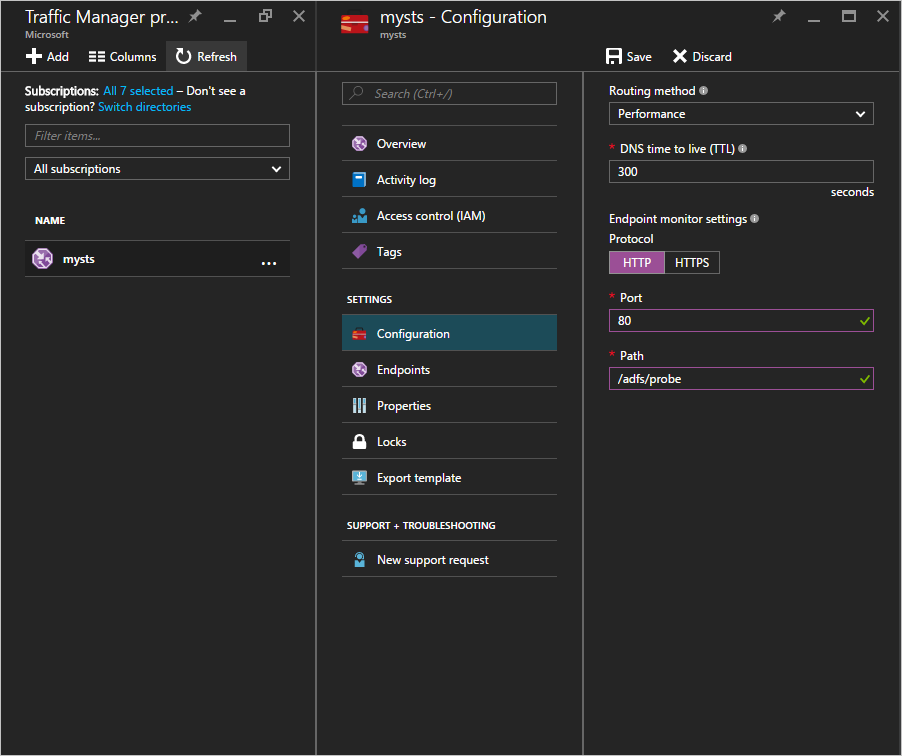 Traffic Manager pr...
Microsoft
Add
Columns
Refresh
Subscriptions: All 7 selected – Don't see a
subscription? Switch directories
Filter items...
All subscriptions
NAME
mysts
...
mysts - Configuration
mysts
Search (Ctrl+/)
Overview
Activity log
Access control (IAM)
Tags
SETTINGS
Configuration
Endpoints
Properties
Locks
Export template
SUPPORT + TROUBLESHOOTING
New support request
Save
Discard
Routing method
Performance
* DNS time to live (TTL)
300
seconds
Endpoint monitor settings
Protocol
HTTP
HTTPS
* Port
80
* Path
/adfs/probe